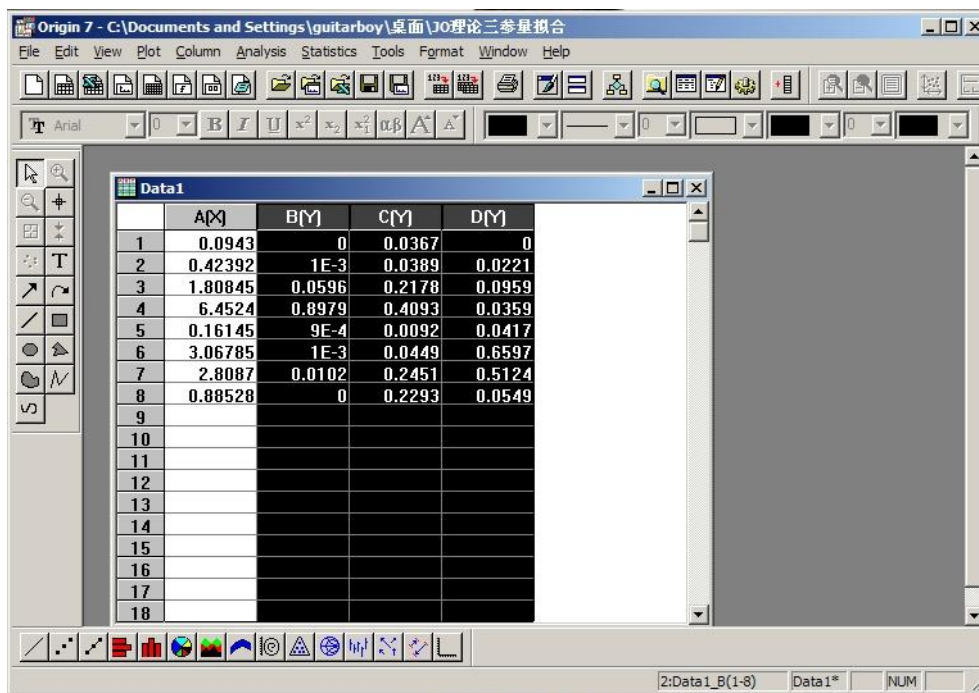 Origin 7 - C:\Documents and Settings\guitarboy\桌面\JO理论三参量拟合
File Edit View Plot Column Analysis Statistics Tools Format Window Help
Arial 0 B I U x² x₂ αβ A A 0 0
Data1
A(X) B(Y) C(Y) D(Y)
1 0.0943 0 0.0367 0
2 0.42392 1E-3 0.0389 0.0221
3 1.80845 0.0596 0.2178 0.0959
4 6.4524 0.8979 0.4093 0.0359
5 0.16145 9E-4 0.0092 0.0417
6 3.06785 1E-3 0.0449 0.6597
7 2.8087 0.0102 0.2451 0.5124
8 0.88528 0 0.2293 0.0549
9
10
11
12
13
14
15
16
17
18
2:Data1_B(1-8) Data1* NUM